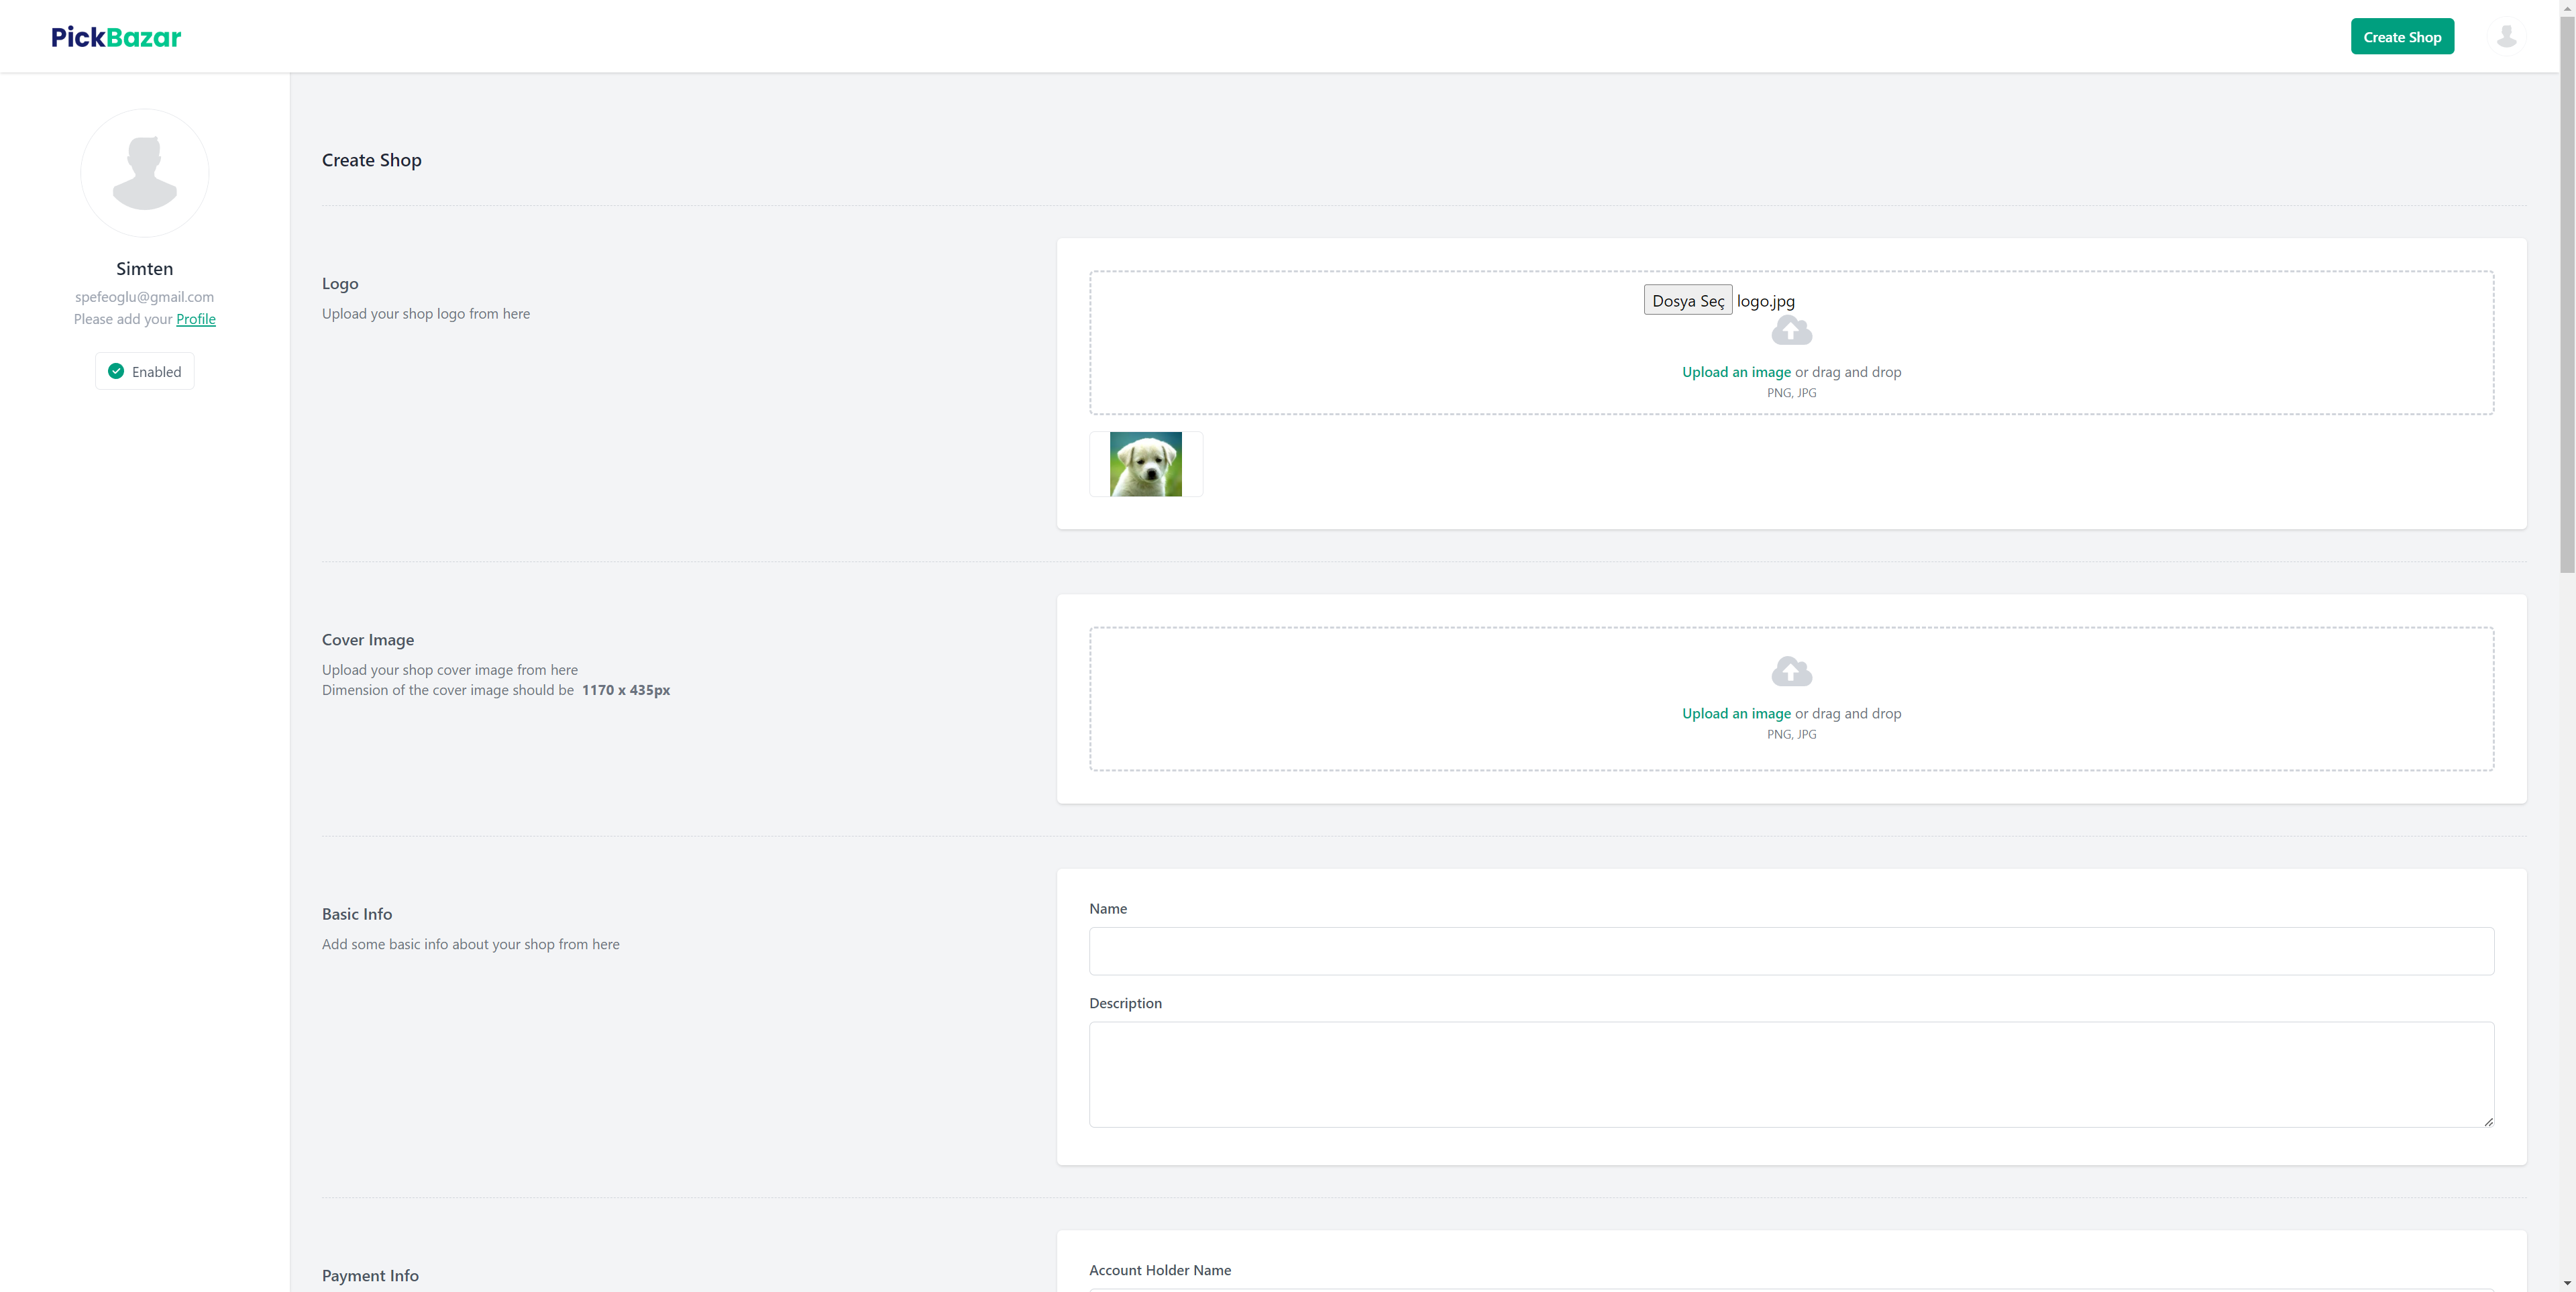 PickBazar
Create Shop
Simten
spefeoglu@gmail.com
Please add your Profile
Enabled
Create Shop
Logo
Upload your shop logo from here
Dosya Seç logo.jpg
Upload an image or drag and drop
PNG, JPG
Cover Image
Upload your shop cover image from here
Dimension of the cover image should be 1170 x 435px
Upload an image or drag and drop
PNG, JPG
Basic Info
Add some basic info about your shop from here
Name
Description
Payment Info
Account Holder Name